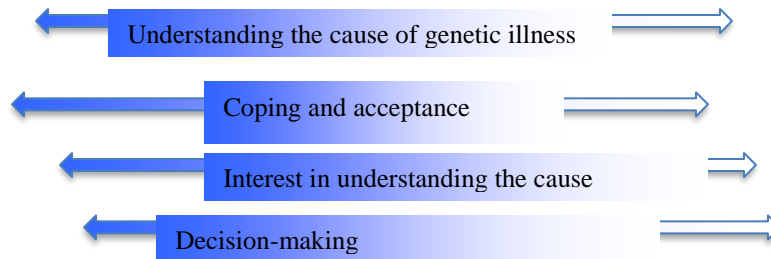 Understanding the cause of genetic illness
Coping and acceptance
Interest in understanding the cause
Decision-making